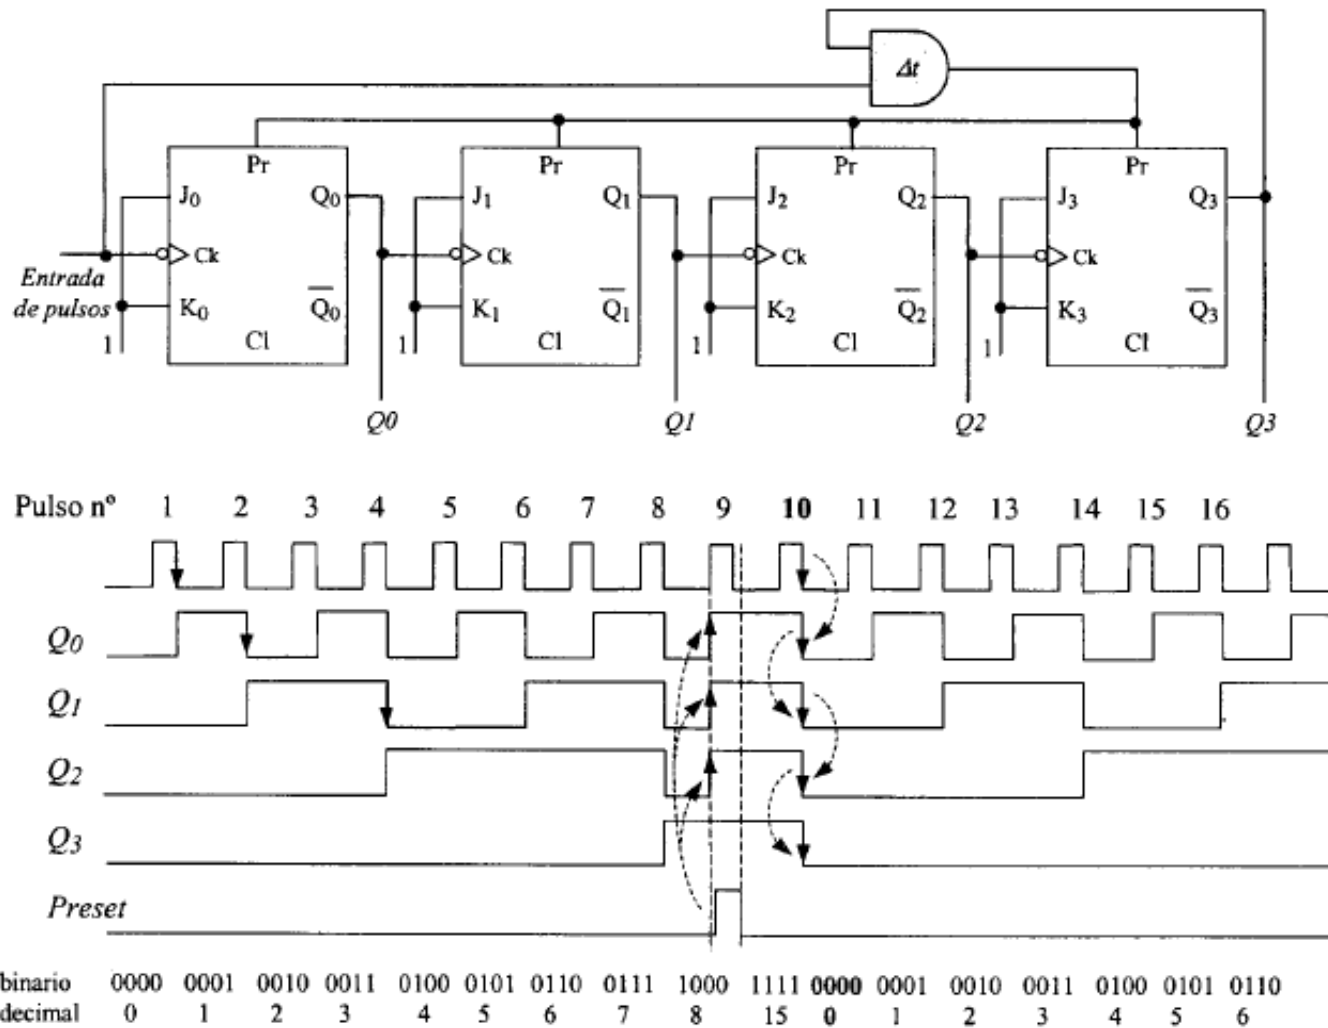 Δt
Pr Pr Pr Pr
J0 Q0 J1 Q1 J2 Q2 J3 Q3
Ck Ck Ck Ck
Entrada
de pulsos
K0 Q̅0 K1 Q̅1 K2 Q̅2 K3 Q̅3
1 Cl 1 Cl 1 Cl 1 Cl
Q0 Q1 Q2 Q3
Pulso nº 1 2 3 4 5 6 7 8 9 10 11 12 13 14 15 16
Q0
Q1
Q2
Q3
Preset
binario 0000 0001 0010 0011 0100 0101 0110 0111 1000 1111 0000 0001 0010 0011 0100 0101 0110
decimal 0 1 2 3 4 5 6 7 8 15 0 1 2 3 4 5 6